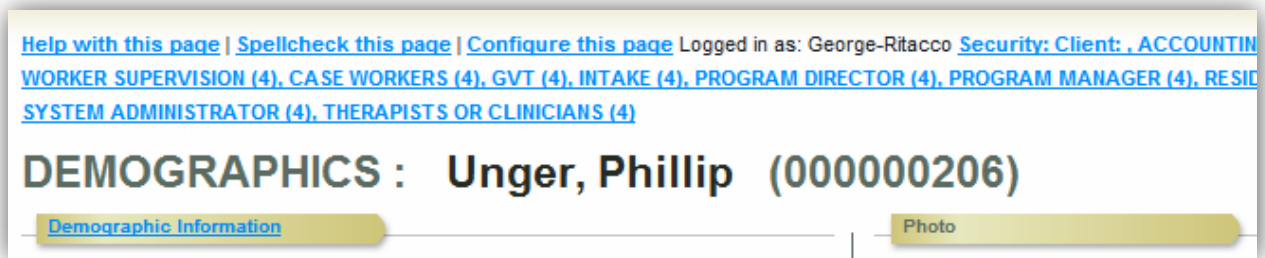 Help with this page | Spellcheck this page | Configure this page Logged in as: George-Ritacco Security: Client: , ACCOUNTIN
WORKER SUPERVISION (4), CASE WORKERS (4), GVT (4), INTAKE (4), PROGRAM DIRECTOR (4), PROGRAM MANAGER (4), RESID
SYSTEM ADMINISTRATOR (4), THERAPISTS OR CLINICIANS (4)
DEMOGRAPHICS : Unger, Phillip (000000206)
Demographic Information Photo